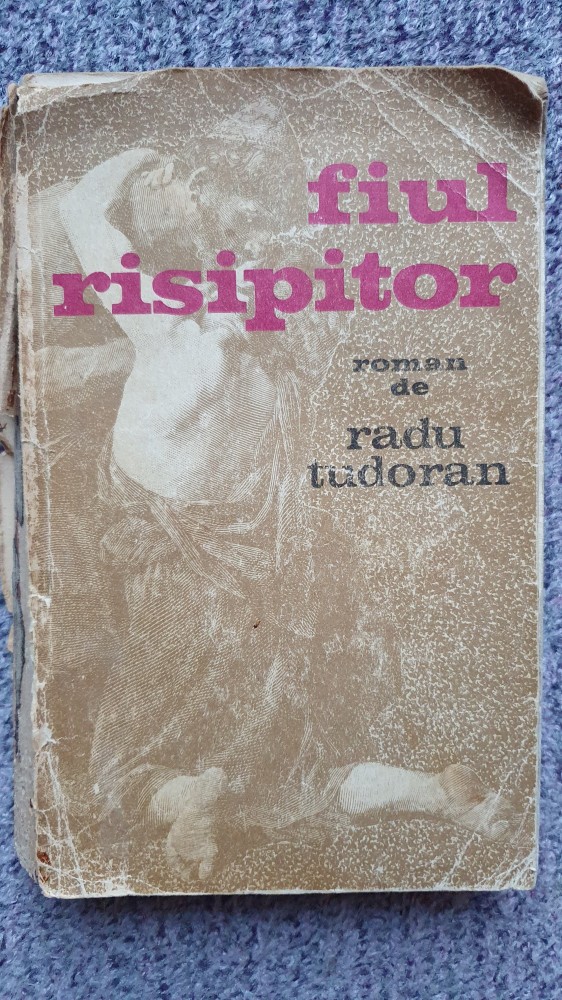 fiul
risipitor
roman
de
radu
tudoran